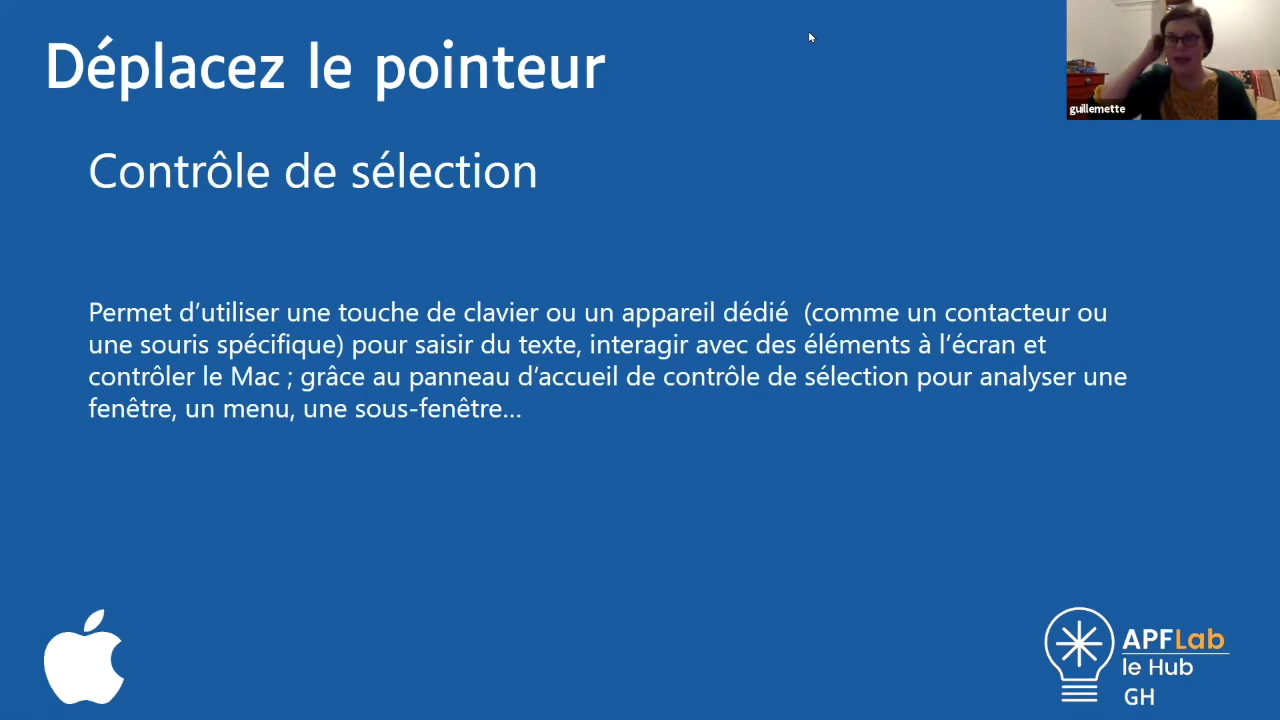 Déplacez le pointeur
guillemette
Contrôle de sélection
Permet d’utiliser une touche de clavier ou un appareil dédié  (comme un contacteur ou
une souris spécifique) pour saisir du texte, interagir avec des éléments à l’écran et
contrôler le Mac ; grâce au panneau d’accueil de contrôle de sélection pour analyser une
fenêtre, un menu, une sous-fenêtre…
APFLab
le Hub
GH